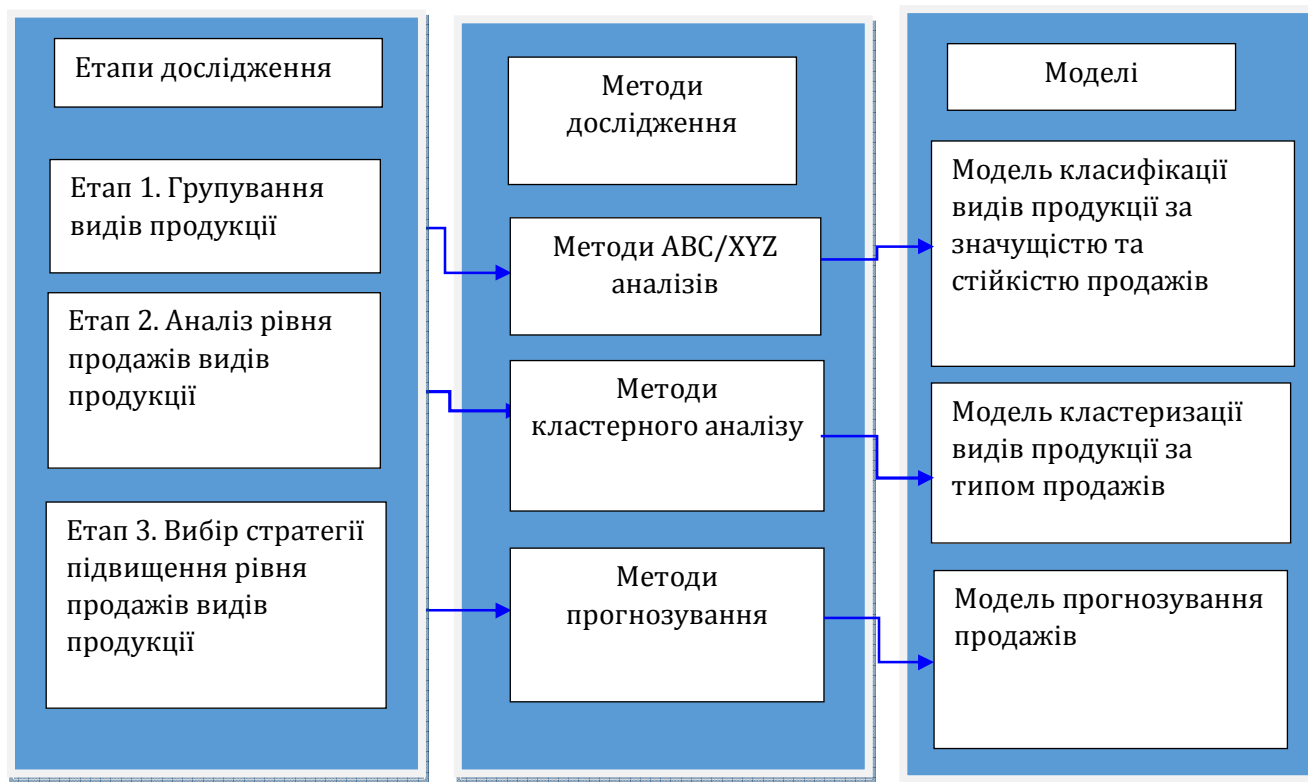 Етапи дослідження
Етап 1. Групування
видів продукції
Етап 2. Аналіз рівня
продажів видів
продукції
Етап 3. Вибір стратегії
підвищення рівня
продажів видів
продукції
Методи
дослідження
Методи ABC/XYZ
аналізів
Методи
кластерного аналізу
Методи
прогнозування
Моделі
Модель класифікації
видів продукції за
значущістю та
стійкістю продажів
Модель кластеризації
видів продукції за
типом продажів
Модель прогнозування
продажів